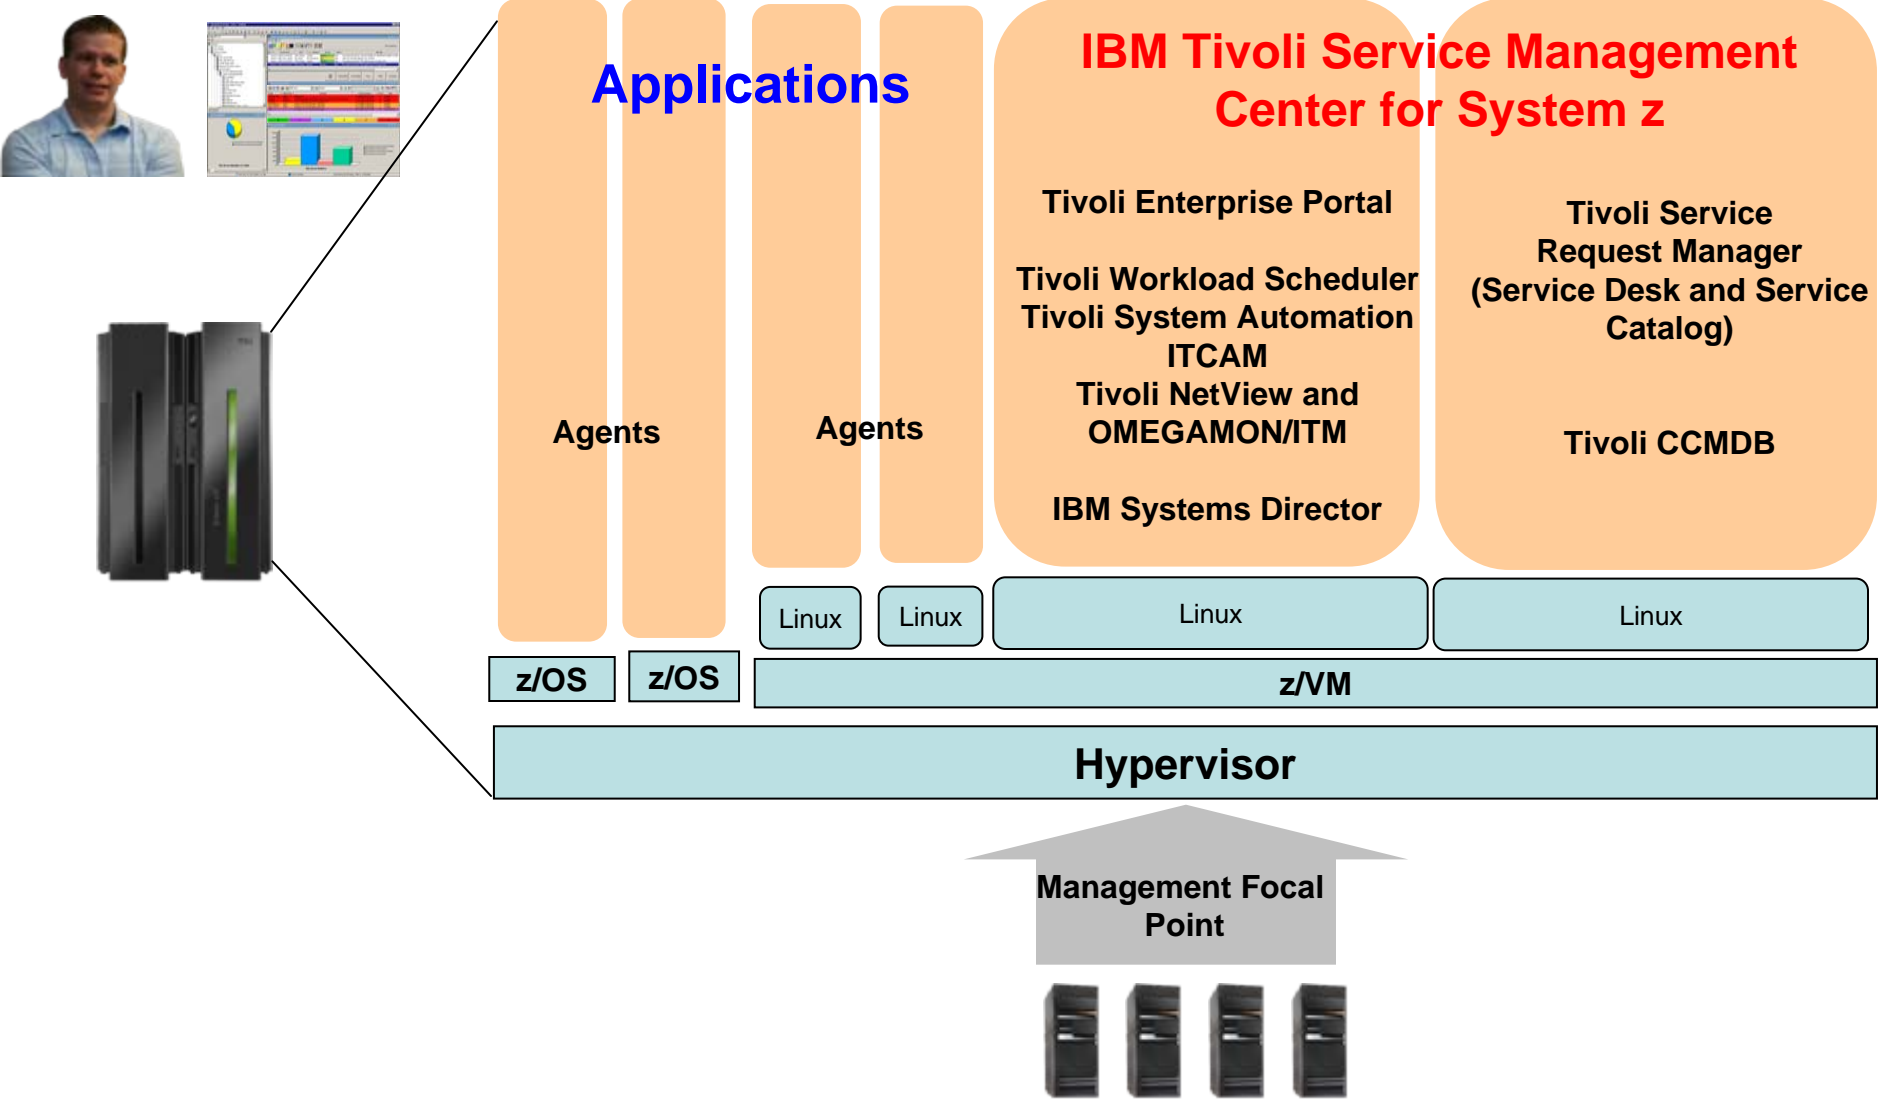 Applications
IBM Tivoli Service Management
Center for System z
Tivoli Enterprise Portal
Tivoli Workload Scheduler
Tivoli System Automation
ITCAM
Tivoli NetView and
OMEGAMON/ITM
IBM Systems Director
Tivoli Service
Request Manager
(Service Desk and Service
Catalog)
Tivoli CCMDB
Agents
Agents
Linux
Linux
Linux
Linux
z/OS
z/OS
z/VM
Hypervisor
Management Focal
Point